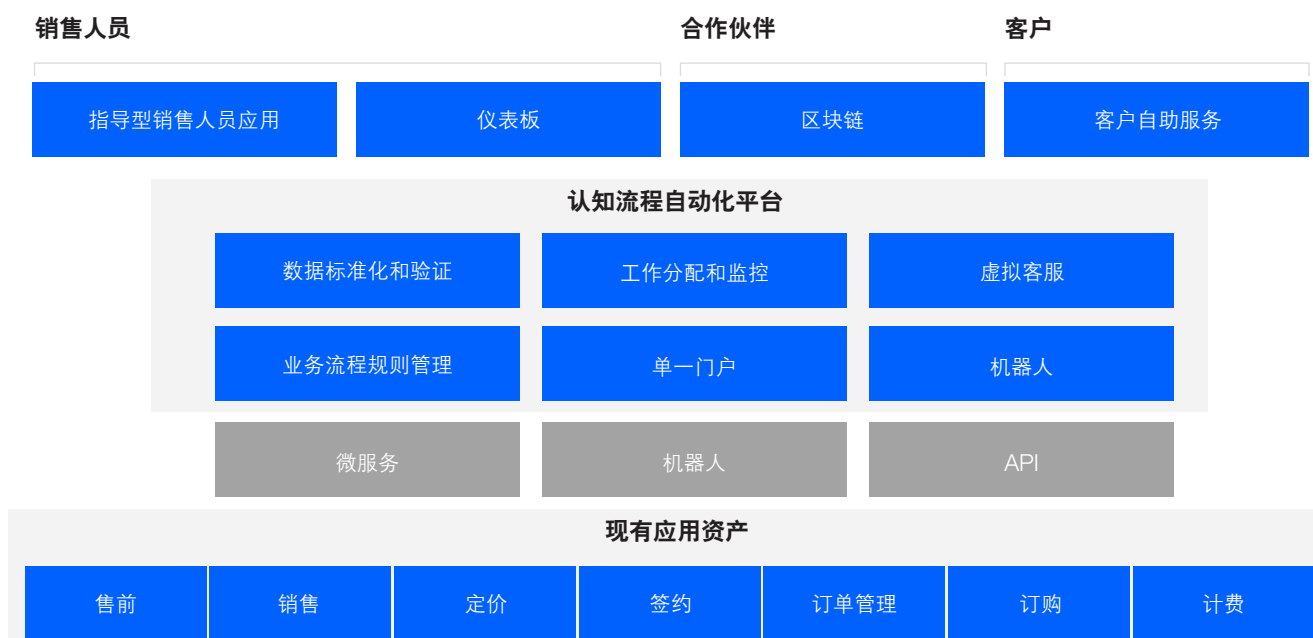 销售人员
合作伙伴
客户
指导型销售人员应用
仪表板
区块链
客户自助服务
认知流程自动化平台
数据标准化和验证
工作分配和监控
虚拟客服
业务流程规则管理
单一门户
机器人
微服务
机器人
API
现有应用资产
售前
销售
定价
签约
订单管理
订购
计费